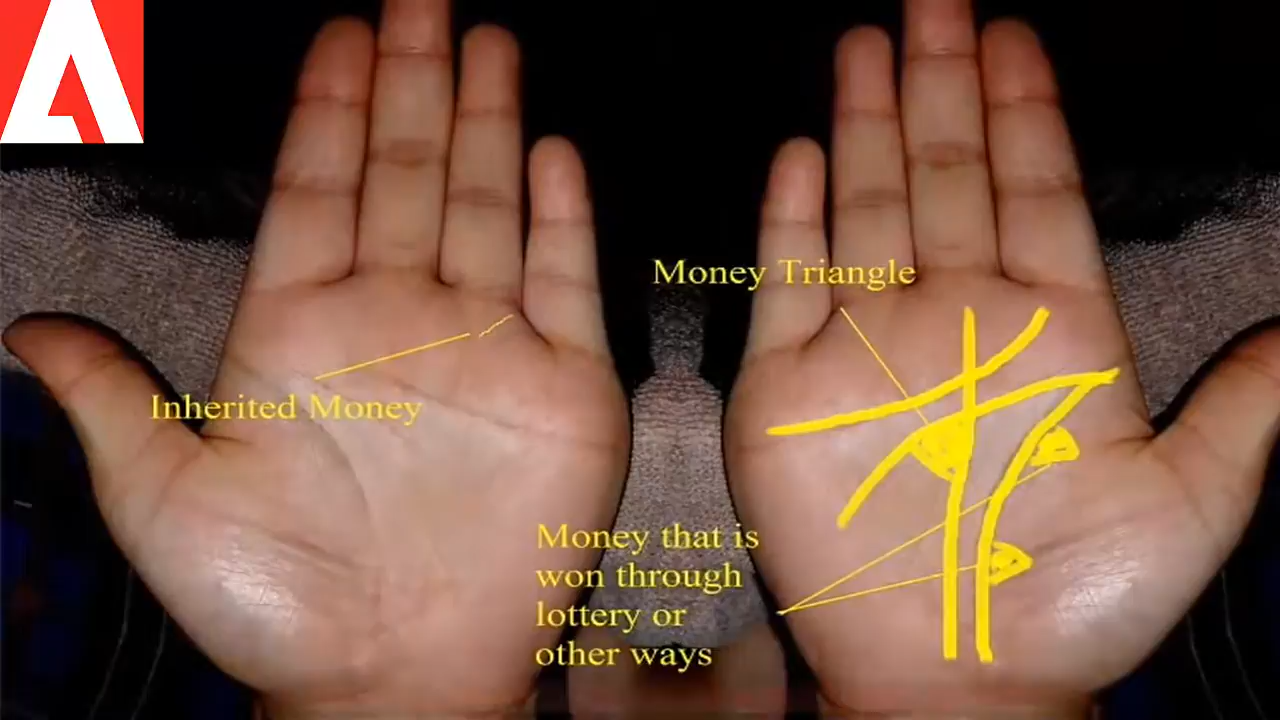 Money Triangle
Inherited Money
Money that is
won through
lottery or
other ways